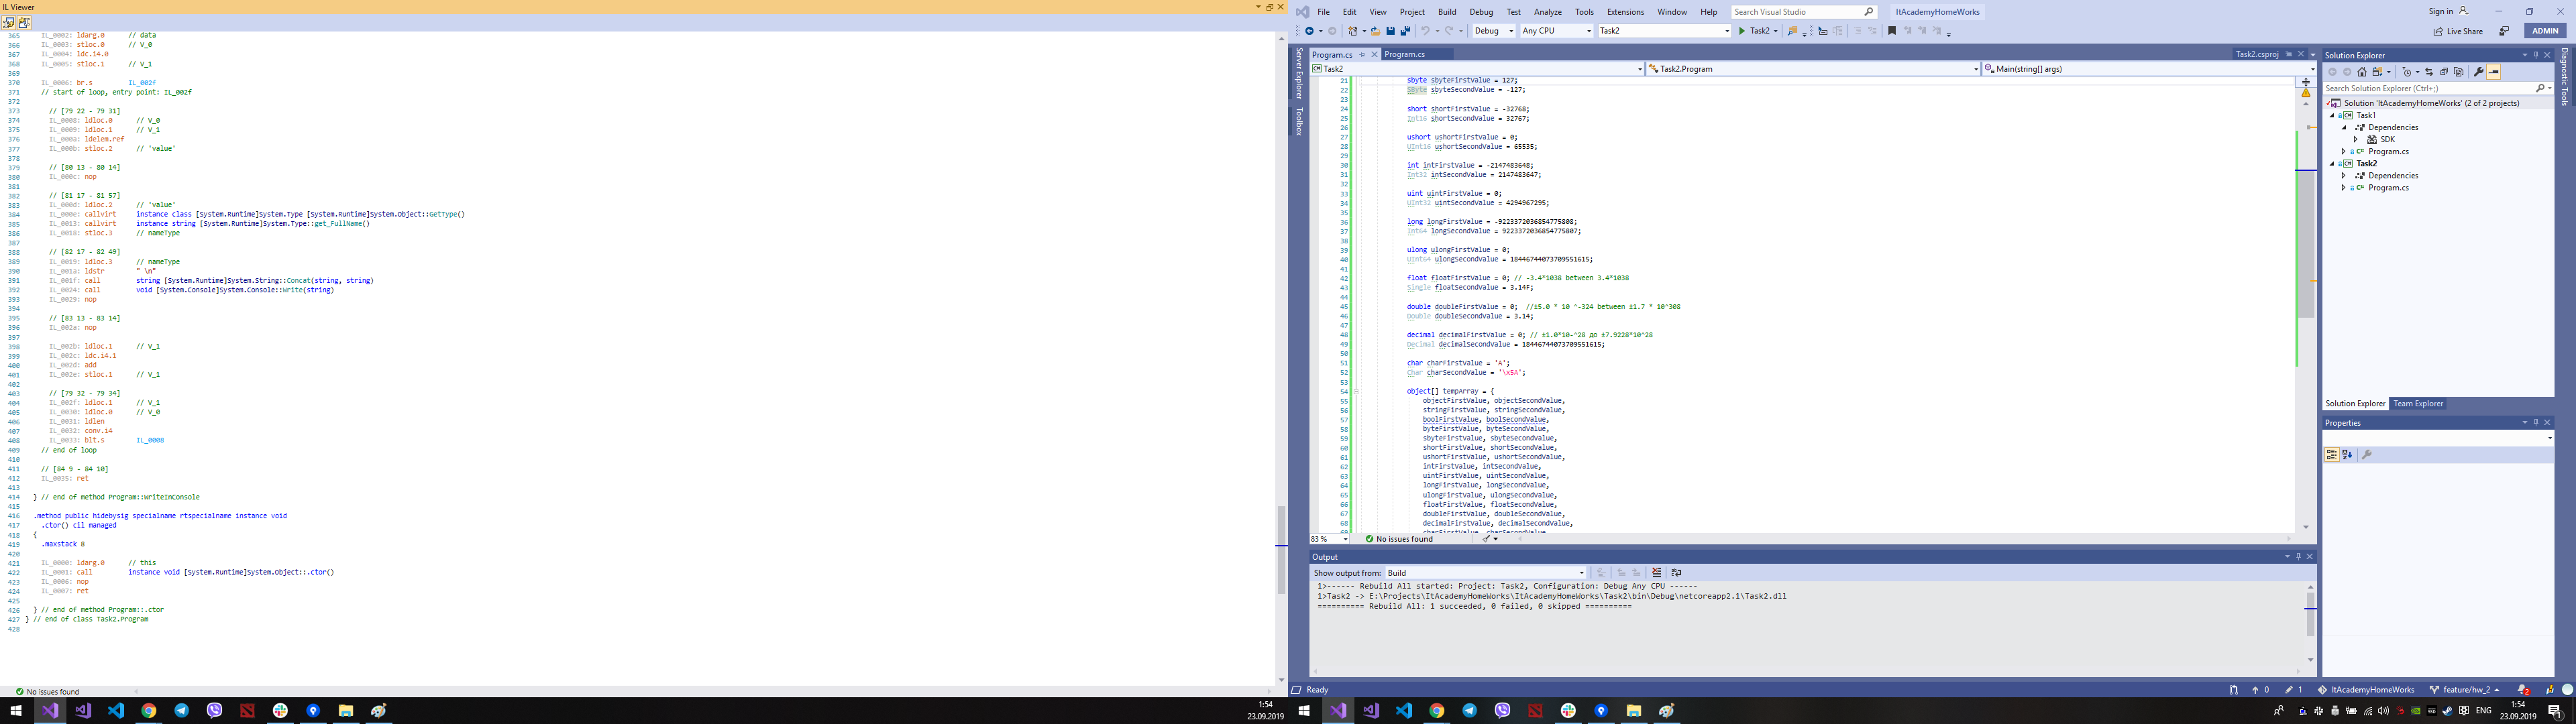 IL Viewer
365 IL_0002: ldarg.0 // data
366 IL_0003: stloc.0 // V_0
367 IL_0004: ldc.i4.0
368 IL_0005: stloc.1 // V_1
369
370 IL_0006: br.s IL_002f
371 // start of loop, entry point: IL_002f
372
373 // [79 22 - 79 31]
374 IL_0008: ldloc.0 // V_0
375 IL_0009: ldloc.1 // V_1
376 IL_000a: ldelem.ref
377 IL_000b: stloc.2 // 'value'
378
379 // [80 13 - 80 14]
380 IL_000c: nop
381
382 // [81 17 - 81 57]
383 IL_000d: ldloc.2 // 'value'
384 IL_000e: callvirt instance class [System.Runtime]System.Type [System.Runtime]System.Object::GetType()
385 IL_0013: callvirt instance string [System.Runtime]System.Type::get_FullName()
386 IL_0018: stloc.3 // nameType
387
388 // [82 17 - 82 49]
389 IL_0019: ldloc.3 // nameType
390 IL_001a: ldstr " \n"
391 IL_001f: call string [System.Runtime]System.String::Concat(string, string)
392 IL_0024: call void [System.Console]System.Console::Write(string)
393 IL_0029: nop
394
395 // [83 13 - 83 14]
396 IL_002a: nop
397
398 IL_002b: ldloc.1 // V_1
399 IL_002c: ldc.i4.1
400 IL_002d: add
401 IL_002e: stloc.1 // V_1
402
403 // [79 32 - 79 34]
404 IL_002f: ldloc.1 // V_1
405 IL_0030: ldloc.0 // V_0
406 IL_0031: ldlen
407 IL_0032: conv.i4
408 IL_0033: blt.s IL_0008
409 // end of loop
410
411 // [84 9 - 84 10]
412 IL_0035: ret
413
414 } // end of method Program::WriteInConsole
415
416 .method public hidebysig specialname rtspecialname instance void
417 .ctor() cil managed
418 {
419 .maxstack 8
420
421 IL_0000: ldarg.0 // this
422 IL_0001: call instance void [System.Runtime]System.Object::.ctor()
423 IL_0006: nop
424 IL_0007: ret
425
426 } // end of method Program::.ctor
427 } // end of class Task2.Program
428
No issues found
1:54
23.09.2019
File Edit View Project Build Debug Test Analyze Tools Extensions Window Help Search Visual Studio ItAcademyHomeWorks Sign in
Debug Any CPU Task2 Task2 Live Share ADMIN
Server Explorer
Toolbox
Program.cs Program.cs Task2.csproj
Task2 Task2.Program Main(string[] args)
21 sbyte sbyteFirstValue = 127;
22 SByte sbyteSecondValue = -127;
23
24 short shortFirstValue = -32768;
25 Int16 shortSecondValue = 32767;
26
27 ushort ushortFirstValue = 0;
28 UInt16 ushortSecondValue = 65535;
29
30 int intFirstValue = -2147483648;
31 Int32 intSecondValue = 2147483647;
32
33 uint uintFirstValue = 0;
34 UInt32 uintSecondValue = 4294967295;
35
36 long longFirstValue = -9223372036854775808;
37 Int64 longSecondValue = 9223372036854775807;
38
39 ulong ulongFirstValue = 0;
40 UInt64 ulongSecondValue = 18446744073709551615;
41
42 float floatFirstValue = 0; // -3.4*1038 between 3.4*1038
43 Single floatSecondValue = 3.14F;
44
45 double doubleFirstValue = 0; //±5.0 * 10 ^-324 between ±1.7 * 10^308
46 Double doubleSecondValue = 3.14;
47
48 decimal decimalFirstValue = 0; // ±1.0*10-^28 до ±7.9228*10^28
49 Decimal decimalSecondValue = 18446744073709551615;
50
51 char charFirstValue = 'A';
52 Char charSecondValue = '\x5A';
53
54 object[] tempArray = {
55 objectFirstValue, objectSecondValue,
56 stringFirstValue, stringSecondValue,
57 boolFirstValue, boolSecondValue,
58 byteFirstValue, byteSecondValue,
59 sbyteFirstValue, sbyteSecondValue,
60 shortFirstValue, shortSecondValue,
61 ushortFirstValue, ushortSecondValue,
62 intFirstValue, intSecondValue,
63 uintFirstValue, uintSecondValue,
64 longFirstValue, longSecondValue,
65 ulongFirstValue, ulongSecondValue,
66 floatFirstValue, floatSecondValue,
67 doubleFirstValue, doubleSecondValue,
68 decimalFirstValue, decimalSecondValue,
83 % No issues found
Output
Show output from: Build
1>------ Rebuild All started: Project: Task2, Configuration: Debug Any CPU ------
1>Task2 -> E:\Projects\ItAcademyHomeWorks\ItAcademyHomeWorks\Task2\bin\Debug\netcoreapp2.1\Task2.dll
========== Rebuild All: 1 succeeded, 0 failed, 0 skipped ==========
Solution Explorer
Search Solution Explorer (Ctrl+;)
Solution 'ItAcademyHomeWorks' (2 of 2 projects)
Task1
Dependencies
SDK
Program.cs
Task2
Dependencies
Program.cs
Solution Explorer Team Explorer
Properties
Diagnostic Tools
Ready 0 1 ItAcademyHomeWorks feature/hw_2 2
ENG
1:54
23.09.2019